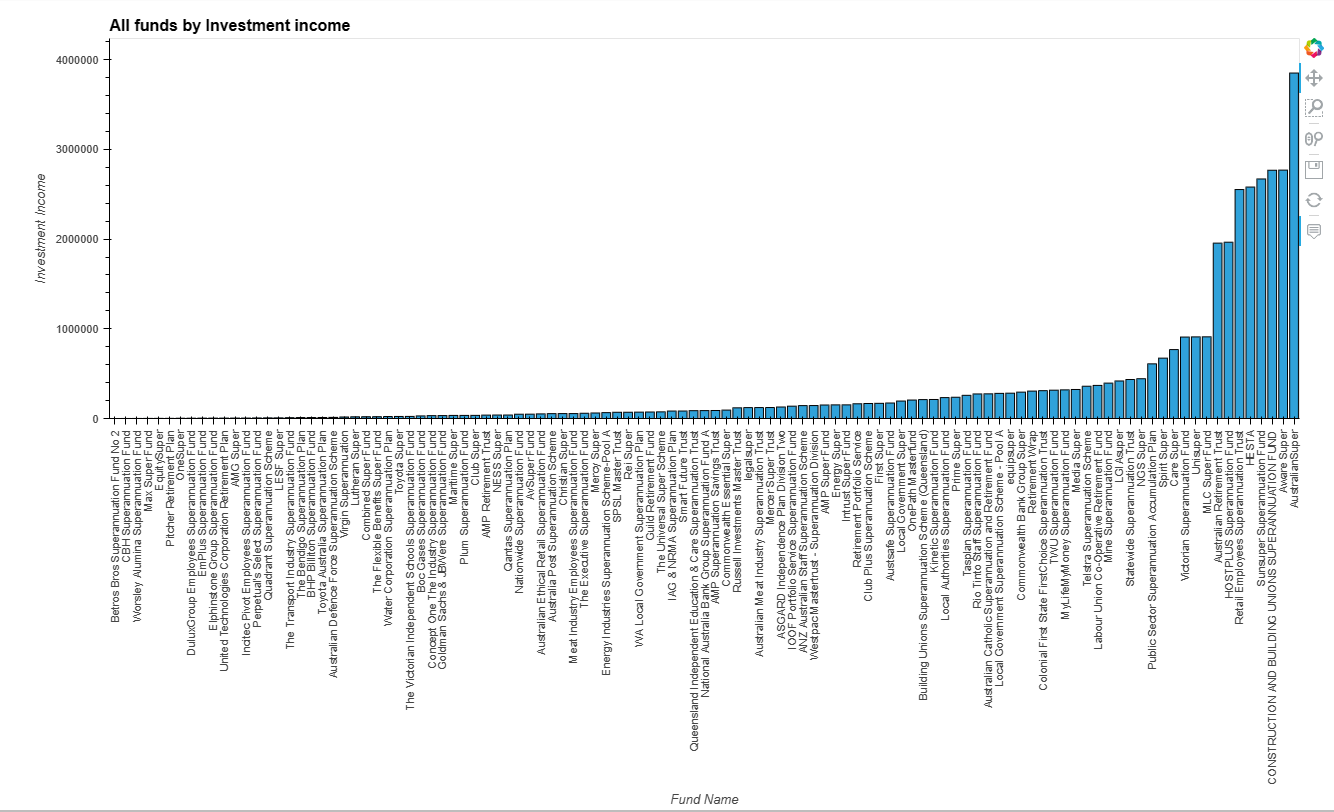 All funds by Investment income
4000000
3000000
2000000
1000000
0
Investment Income
Betros Bros Superannuation Fund No 2
CBH Superannuation Fund
Worsley Alumina Superannuation Fund
Max Super Fund
EquitySuper
Pitcher Retirement Plan
OneSuper
DuluxGroup Employees Superannuation Fund
EmPlus Superannuation Fund
Elphinstone Group Superannuation Fund
United Technologies Corporation Retirement Plan
AMG Super
Incitec Pivot Employees Superannuation Fund
Perpetual's Select Superannuation Fund
Quadrant Superannuation Scheme
LESF Super
The Transport Industry Superannuation Fund
The Bendigo Superannuation Plan
BHP Billiton Superannuation Fund
Toyota Australia Superannuation Plan
Australian Defence Force Superannuation Scheme
Virgin Superannuation
Lutheran Super
Combined Super Fund
The Flexible Benefits Super Fund
Water Corporation Superannuation Plan
Toyota Super
The Victorian Independent Schools Superannuation Fund
Boc Gases Superannuation Fund
Concept One The Industry Superannuation Fund
Goldman Sachs & JBWere Superannuation Fund
Maritime Super
Plum Superannuation Fund
Club Super
AMP Retirement Trust
NESS Super
Qantas Superannuation Plan
Nationwide Superannuation Fund
AvSuper Fund
Australian Ethical Retail Superannuation Fund
Australia Post Superannuation Scheme
Christian Super
Meat Industry Employees Superannuation Fund
The Executive Superannuation Fund
Mercy Super
Energy Industries Superannuation Scheme-Pool A
SPSL Master Trust
Rei Super
WA Local Government Superannuation Plan
Guild Retirement Fund
The Universal Super Scheme
IAG & NRMA Superannuation Plan
Smart Future Trust
Queensland Independent Education & Care Superannuation Trust
National Australia Bank Group Superannuation Fund A
AMP Superannuation Savings Trust
Commonwealth Essential Super
Russell Investments Master Trust
legalsuper
Australian Meat Industry Superannuation Trust
Mercer Super Trust
ASGARD Independence Plan Division Two
IOOF Portfolio Service Superannuation Fund
ANZ Australian Staff Superannuation Scheme
Westpac Mastertrust - Superannuation Division
AMP Super Fund
Energy Super
Intrust Super Fund
Retirement Portfolio Service
Club Plus Superannuation Scheme
First Super
Austsafe Superannuation Fund
Local Government Super
OnePath Masterfund
Building Unions Superannuation Scheme (Queensland)
Kinetic Superannuation Fund
Local Authorities Superannuation Fund
Prime Super
Tasplan Superannuation Fund
Rio Tinto Staff Superannuation Fund
Australian Catholic Superannuation and Retirement Fund
Local Government Superannuation Scheme - Pool A
equipsuper
Commonwealth Bank Group Super
Retirement Wrap
Colonial First State FirstChoice Superannuation Trust
TWU Superannuation Fund
MyLifeMyMoney Superannuation Fund
Media Super
Telstra Superannuation Scheme
Labour Union Co-Operative Retirement Fund
Mine Superannuation Fund
LGIAsuper
Statewide Superannuation Trust
NGS Super
Public Sector Superannuation Accumulation Plan
Spirit Super
Care Super
Victorian Superannuation Fund
Unisuper
MLC Super Fund
Australian Retirement Trust
HOSTPLUS Superannuation Fund
Retail Employees Superannuation Trust
HESTA
Sunsuper Superannuation Fund
CONSTRUCTION AND BUILDING UNIONS SUPERANNUATION FUND
Aware Super
AustralianSuper
Fund Name